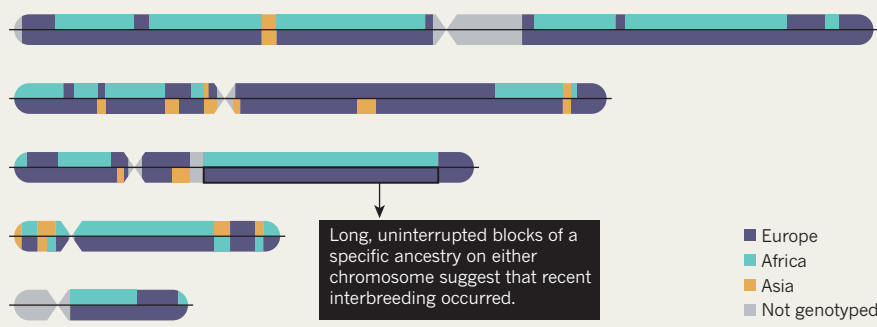 Long, uninterrupted blocks of a
specific ancestry on either
chromosome suggest that recent
interbreeding occurred.
Europe
Africa
Asia
Not genotyped